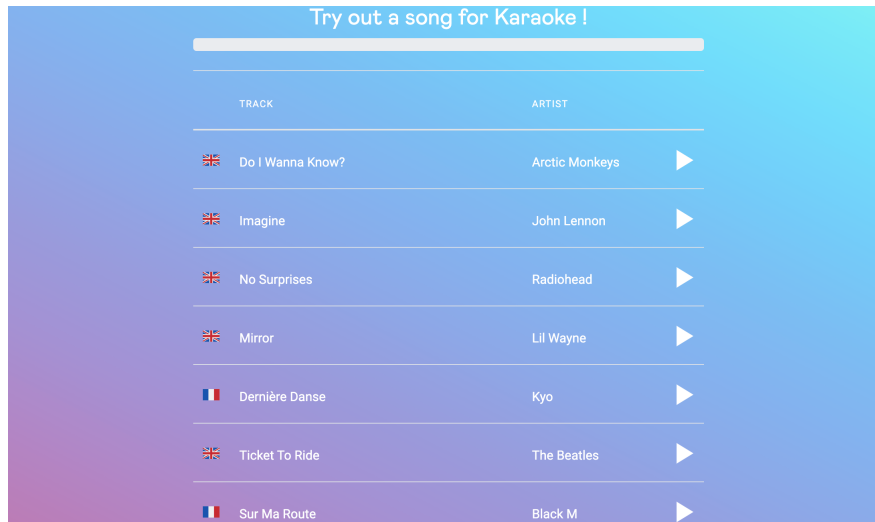 Try out a song for Karaoke !
TRACK ARTIST
Do I Wanna Know? Arctic Monkeys
Imagine John Lennon
No Surprises Radiohead
Mirror Lil Wayne
Dernière Danse Kyo
Ticket To Ride The Beatles
Sur Ma Route Black M